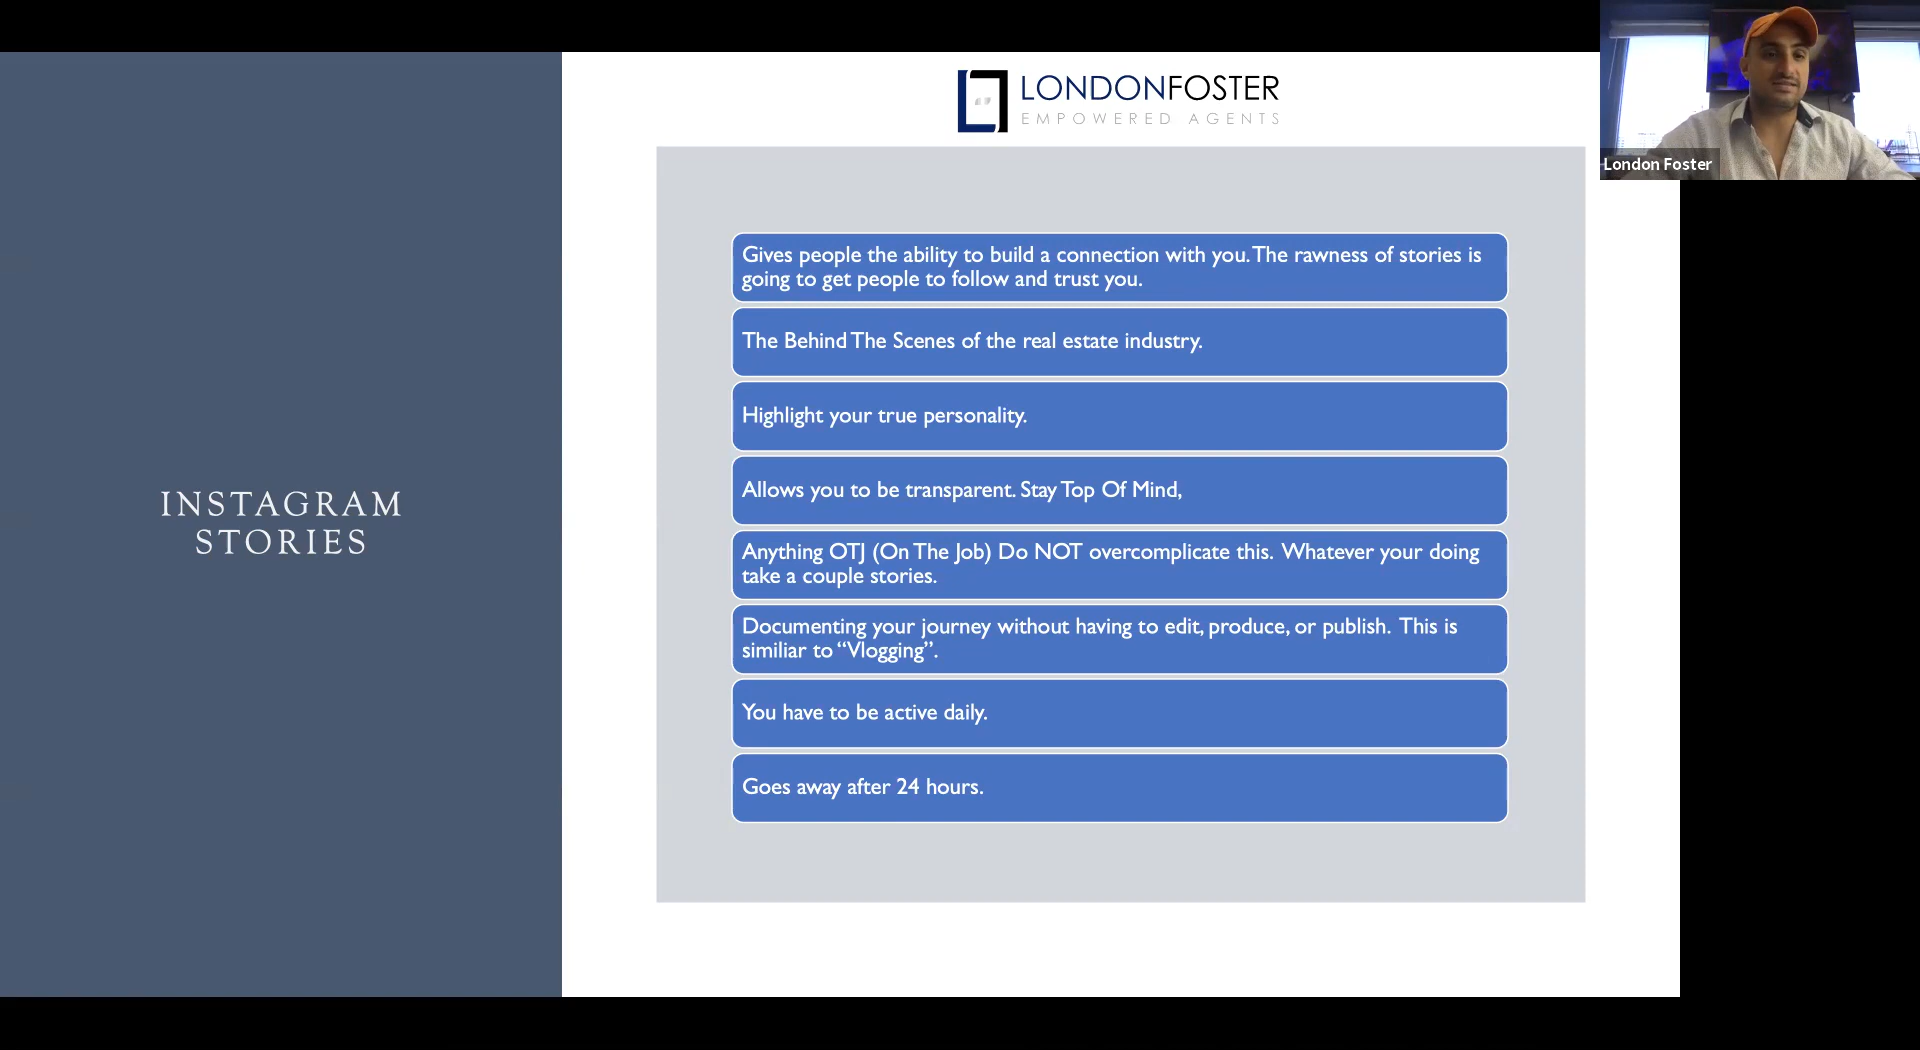 LONDONFOSTER
EMPOWERED AGENTS
London Foster
INSTAGRAM
STORIES
Gives people the ability to build a connection with you. The rawness of stories is
going to get people to follow and trust you.
The Behind The Scenes of the real estate industry.
Highlight your true personality.
Allows you to be transparent. Stay Top Of Mind,
Anything OTJ (On The Job) Do NOT overcomplicate this.  Whatever your doing
take a couple stories.
Documenting your journey without having to edit, produce, or publish.  This is
similiar to “Vlogging”.
You have to be active daily.
Goes away after 24 hours.